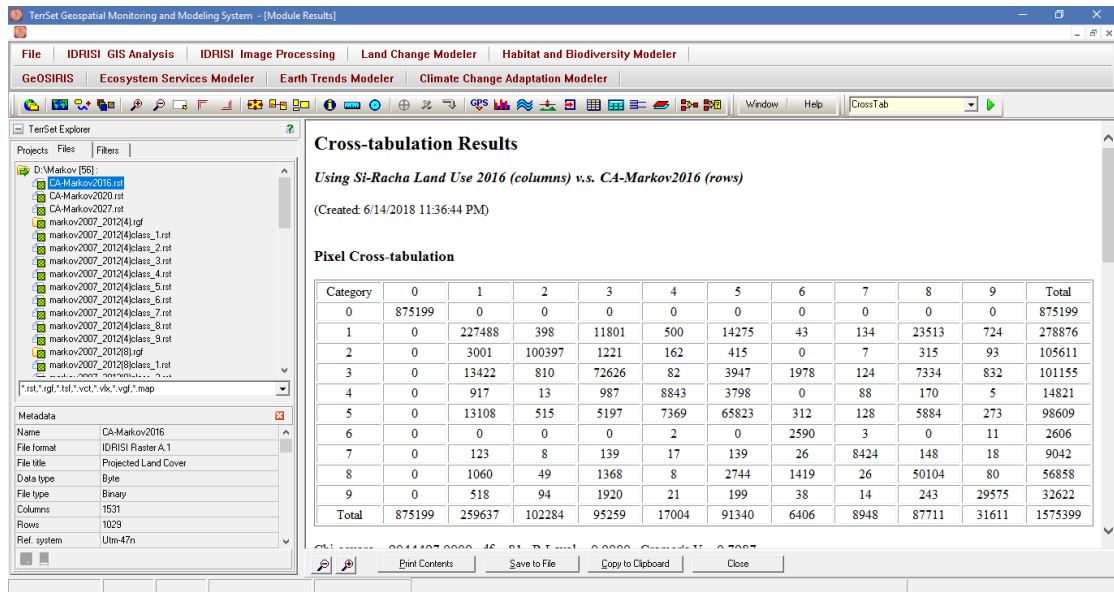 TerrSet Geospatial Monitoring and Modeling System - [Module Results]
File IDRISI GIS Analysis IDRISI Image Processing Land Change Modeler Habitat and Biodiversity Modeler
GeOSIRIS Ecosystem Services Modeler Earth Trends Modeler Climate Change Adaptation Modeler
GPS Window Help CrossTab
TerrSet Explorer
Projects Files Filters
D:\Markov [56] :
CA-Markov2016.rst
CA-Markov2020.rst
CA-Markov2027.rst
markov2007_2012(4).rgf
markov2007_2012(4)class_1.rst
markov2007_2012(4)class_2.rst
markov2007_2012(4)class_3.rst
markov2007_2012(4)class_4.rst
markov2007_2012(4)class_5.rst
markov2007_2012(4)class_6.rst
markov2007_2012(4)class_7.rst
markov2007_2012(4)class_8.rst
markov2007_2012(4)class_9.rst
markov2007_2012(8).rgf
markov2007_2012(8)class_1.rst
*.rst,*.rgf,*.tsf,*.vct,*.vlx,*.vgf,*.map
Metadata
Name CA-Markov2016
File format IDRISI Raster A.1
File title Projected Land Cover
Data type Byte
File type Binary
Columns 1531
Rows 1029
Ref. system Utm-47n
Cross-tabulation Results
Using Si-Racha Land Use 2016 (columns) v.s. CA-Markov2016 (rows)
(Created: 6/14/2018 11:36:44 PM)
Pixel Cross-tabulation
Category 0 1 2 3 4 5 6 7 8 9 Total
0 875199 0 0 0 0 0 0 0 0 0 875199
1 0 227488 398 11801 500 14275 43 134 23513 724 278876
2 0 3001 100397 1221 162 415 0 7 315 93 105611
3 0 13422 810 72626 82 3947 1978 124 7334 832 101155
4 0 917 13 987 8843 3798 0 88 170 5 14821
5 0 13108 515 5197 7369 65823 312 128 5884 273 98609
6 0 0 0 0 2 0 2590 3 0 11 2606
7 0 123 8 139 17 139 26 8424 148 18 9042
8 0 1060 49 1368 8 2744 1419 26 50104 80 56858
9 0 518 94 1920 21 199 38 14 243 29575 32622
Total 875199 259637 102284 95259 17004 91340 6406 8948 87711 31611 1575399
Print Contents Save to File Copy to Clipboard Close